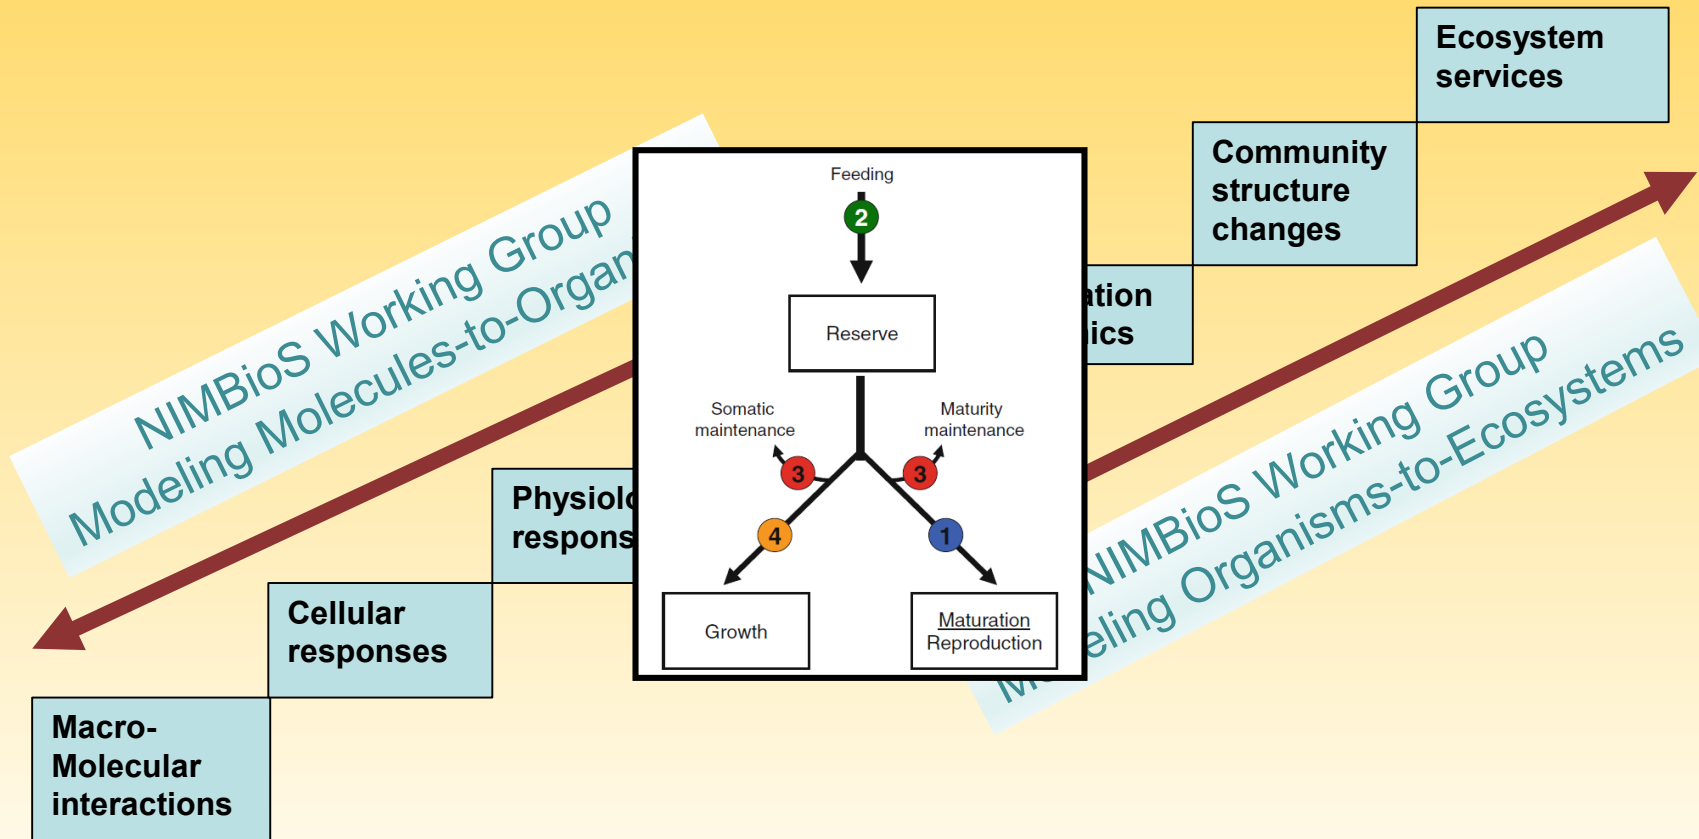 Ecosystem
services
Community
structure
changes
NIMBioS Working Group
Modeling Molecules-to-Organ
ation
ics
NIMBioS Working Group
eling Organisms-to-Ecosystems
Physiolo
respons
Cellular
responses
Macro-
Molecular
interactions
Feeding
2
Reserve
Somatic
maintenance
Maturity
maintenance
3
3
4
1
Growth
Maturation
Reproduction